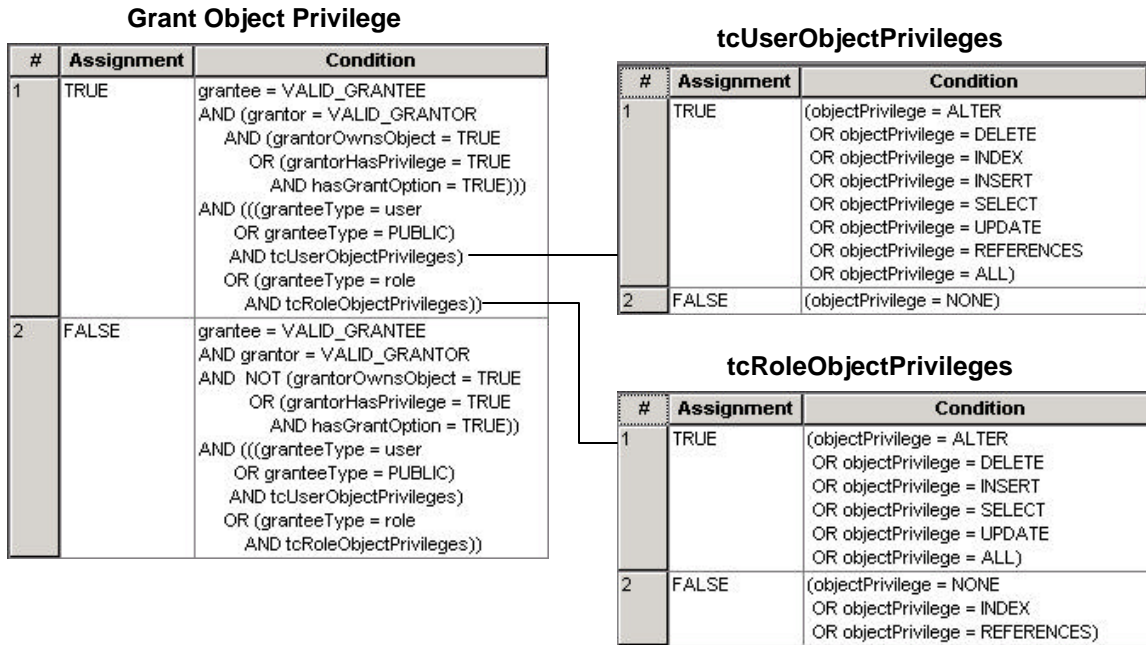 Grant Object Privilege
# Assignment Condition
1 TRUE grantee = VALID_GRANTEE
AND (grantor = VALID_GRANTOR
AND (grantorOwnsObject = TRUE
OR (grantorHasPrivilege = TRUE
AND hasGrantOption = TRUE)))
AND (((granteeType = user
OR granteeType = PUBLIC)
AND tcUserObjectPrivileges)
OR (granteeType = role
AND tcRoleObjectPrivileges))
2 FALSE grantee = VALID_GRANTEE
AND grantor = VALID_GRANTOR
AND NOT (grantorOwnsObject = TRUE
OR (grantorHasPrivilege = TRUE
AND hasGrantOption = TRUE))
AND (((granteeType = user
OR granteeType = PUBLIC)
AND tcUserObjectPrivileges)
OR (granteeType = role
AND tcRoleObjectPrivileges))
tcUserObjectPrivileges
# Assignment Condition
1 TRUE (objectPrivilege = ALTER
OR objectPrivilege = DELETE
OR objectPrivilege = INDEX
OR objectPrivilege = INSERT
OR objectPrivilege = SELECT
OR objectPrivilege = UPDATE
OR objectPrivilege = REFERENCES
OR objectPrivilege = ALL)
2 FALSE (objectPrivilege = NONE)
tcRoleObjectPrivileges
# Assignment Condition
1 TRUE (objectPrivilege = ALTER
OR objectPrivilege = DELETE
OR objectPrivilege = INSERT
OR objectPrivilege = SELECT
OR objectPrivilege = UPDATE
OR objectPrivilege = ALL)
2 FALSE (objectPrivilege = NONE
OR objectPrivilege = INDEX
OR objectPrivilege = REFERENCES)